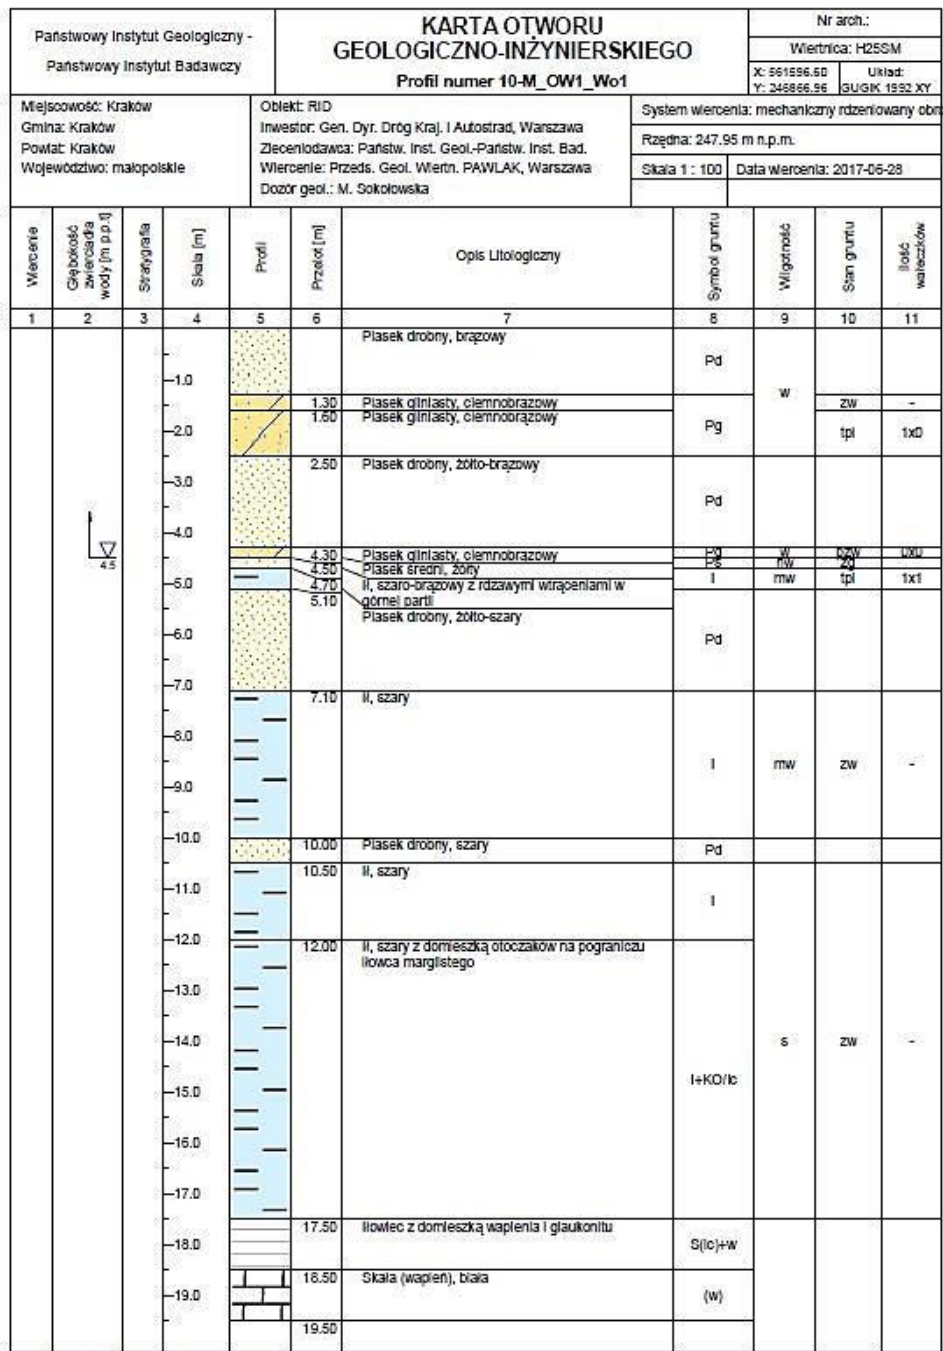 Państwowy Instytut Geologiczny -
Państwowy Instytut Badawczy
KARTA OTWORU
GEOLOGICZNO-INŻYNIERSKIEGO
Profil numer 10-M_OW1_Wo1
Nr arch.:
Wiertnica: H25SM
X: 561596.60
Y: 246866.96
Układ:
GUGIK 1992 XY
Miejscowość: Kraków
Gmina: Kraków
Powiat: Kraków
Województwo: małopolskie
Obiekt: RID
Inwestor: Gen. Dyr. Dróg Kraj. i Autostrad, Warszawa
Zleceniodawca: Państw. Inst. Geol.-Państw. Inst. Bad.
Wiercenie: Przeds. Geol. Wiertn. PAWLAK, Warszawa
Dozór geol.: M. Sokołowska
System wiercenia: mechaniczny rdzeniowany
Rzędna: 247.95 m n.p.m.
Skala 1 : 100
Data wiercenia: 2017-06-28
Wiercenie
Głębokość
zwierciadła
wody [m p.p.t]
Stratygrafia
Skala [m]
Profil
Przelot [m]
Opis Litologiczny
Symbol gruntu
Wilgotność
Stan gruntu
Ilość
wałeczków
1 2 3 4 5 6 7 8 9 10 11
Piasek drobny, brązowy
Pd
1.0
w
1.30 Piasek gliniasty, ciemnobrązowy zw -
1.60 Piasek gliniasty, ciemnobrązowy
Pg
2.0 tpl 1x0
2.50 Piasek drobny, żółto-brązowy
3.0
Pd
4.0
4.30 Piasek gliniasty, ciemnobrązowy Pg w pzw 0x0
4.5
4.50 Piasek średni, żółty Ps nw zg
4.70 Ił, szaro-brązowy z rdzawymi wtrąceniami w
górnej partii
5.0 I mw tpl 1x1
5.10
Piasek drobny, żółto-szary
6.0
Pd
7.0
7.10 Ił, szary
8.0
I mw zw -
9.0
10.0
10.00 Piasek drobny, szary
Pd
10.50 Ił, szary
11.0
I
12.0
12.00 Ił, szary z domieszką otoczaków na pograniczu
iłowca marglistego
13.0
14.0 s zw -
15.0
I+KO/Ic
16.0
17.0
17.50 Iłowiec z domieszką wapienia i glaukonitu
18.0 S(Ic)+w
18.50 Skała (wapień), biała
19.0 (w)
19.50